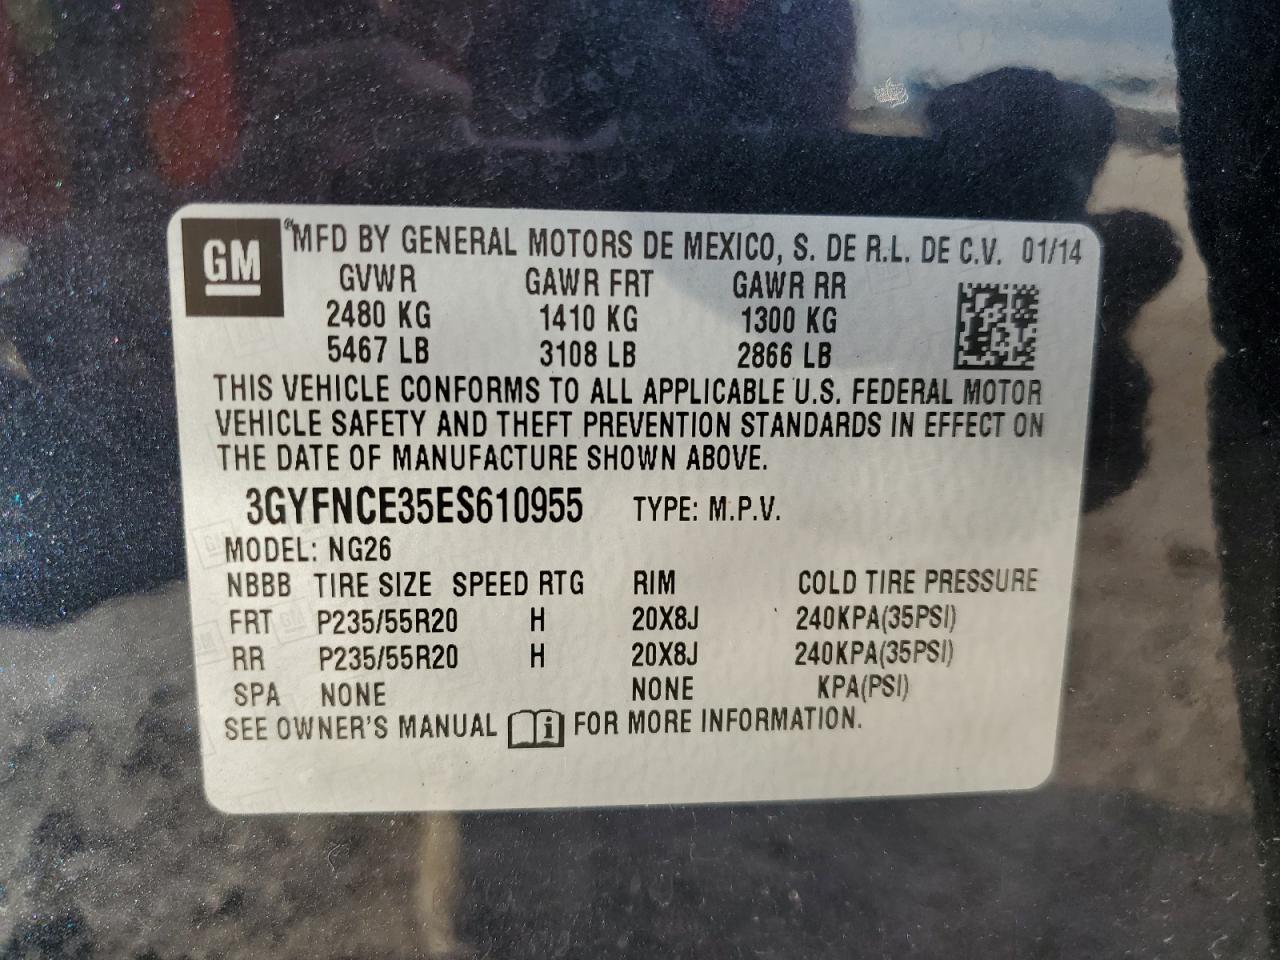 GM
MFD BY GENERAL MOTORS DE MEXICO, S. DE R.L. DE C.V. 01/14
GVWR GAWR FRT GAWR RR
2480 KG 1410 KG 1300 KG
5467 LB 3108 LB 2866 LB
THIS VEHICLE CONFORMS TO ALL APPLICABLE U.S. FEDERAL MOTOR
VEHICLE SAFETY AND THEFT PREVENTION STANDARDS IN EFFECT ON
THE DATE OF MANUFACTURE SHOWN ABOVE.
3GYFNCE35ES610955 TYPE: M.P.V.
MODEL: NG26
NBBB TIRE SIZE SPEED RTG RIM COLD TIRE PRESSURE
FRT P235/55R20 H 20X8J 240KPA(35PSI)
RR P235/55R20 H 20X8J 240KPA(35PSI)
SPA NONE NONE KPA(PSI)
SEE OWNER'S MANUAL i FOR MORE INFORMATION.